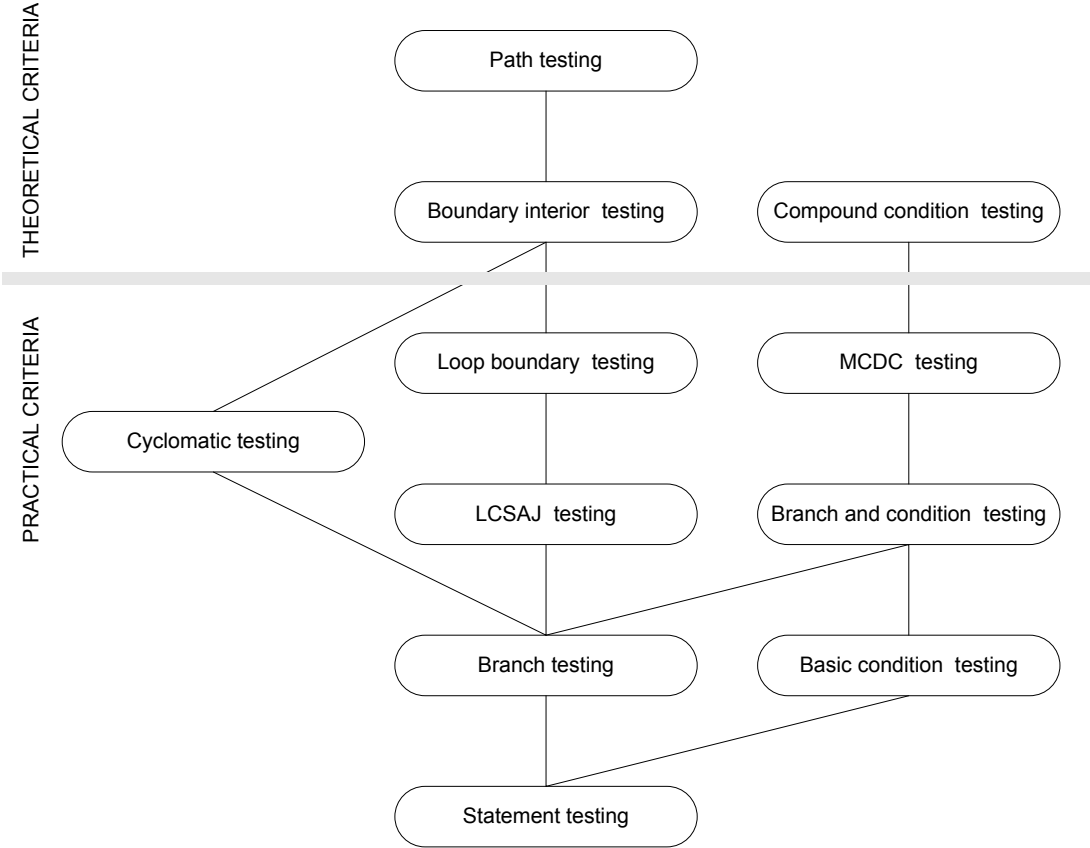 THEORETICAL CRITERIA
Path testing
Boundary interior testing
Compound condition testing
PRACTICAL CRITERIA
Loop boundary testing
MCDC testing
Cyclomatic testing
LCSAJ testing
Branch and condition testing
Branch testing
Basic condition testing
Statement testing